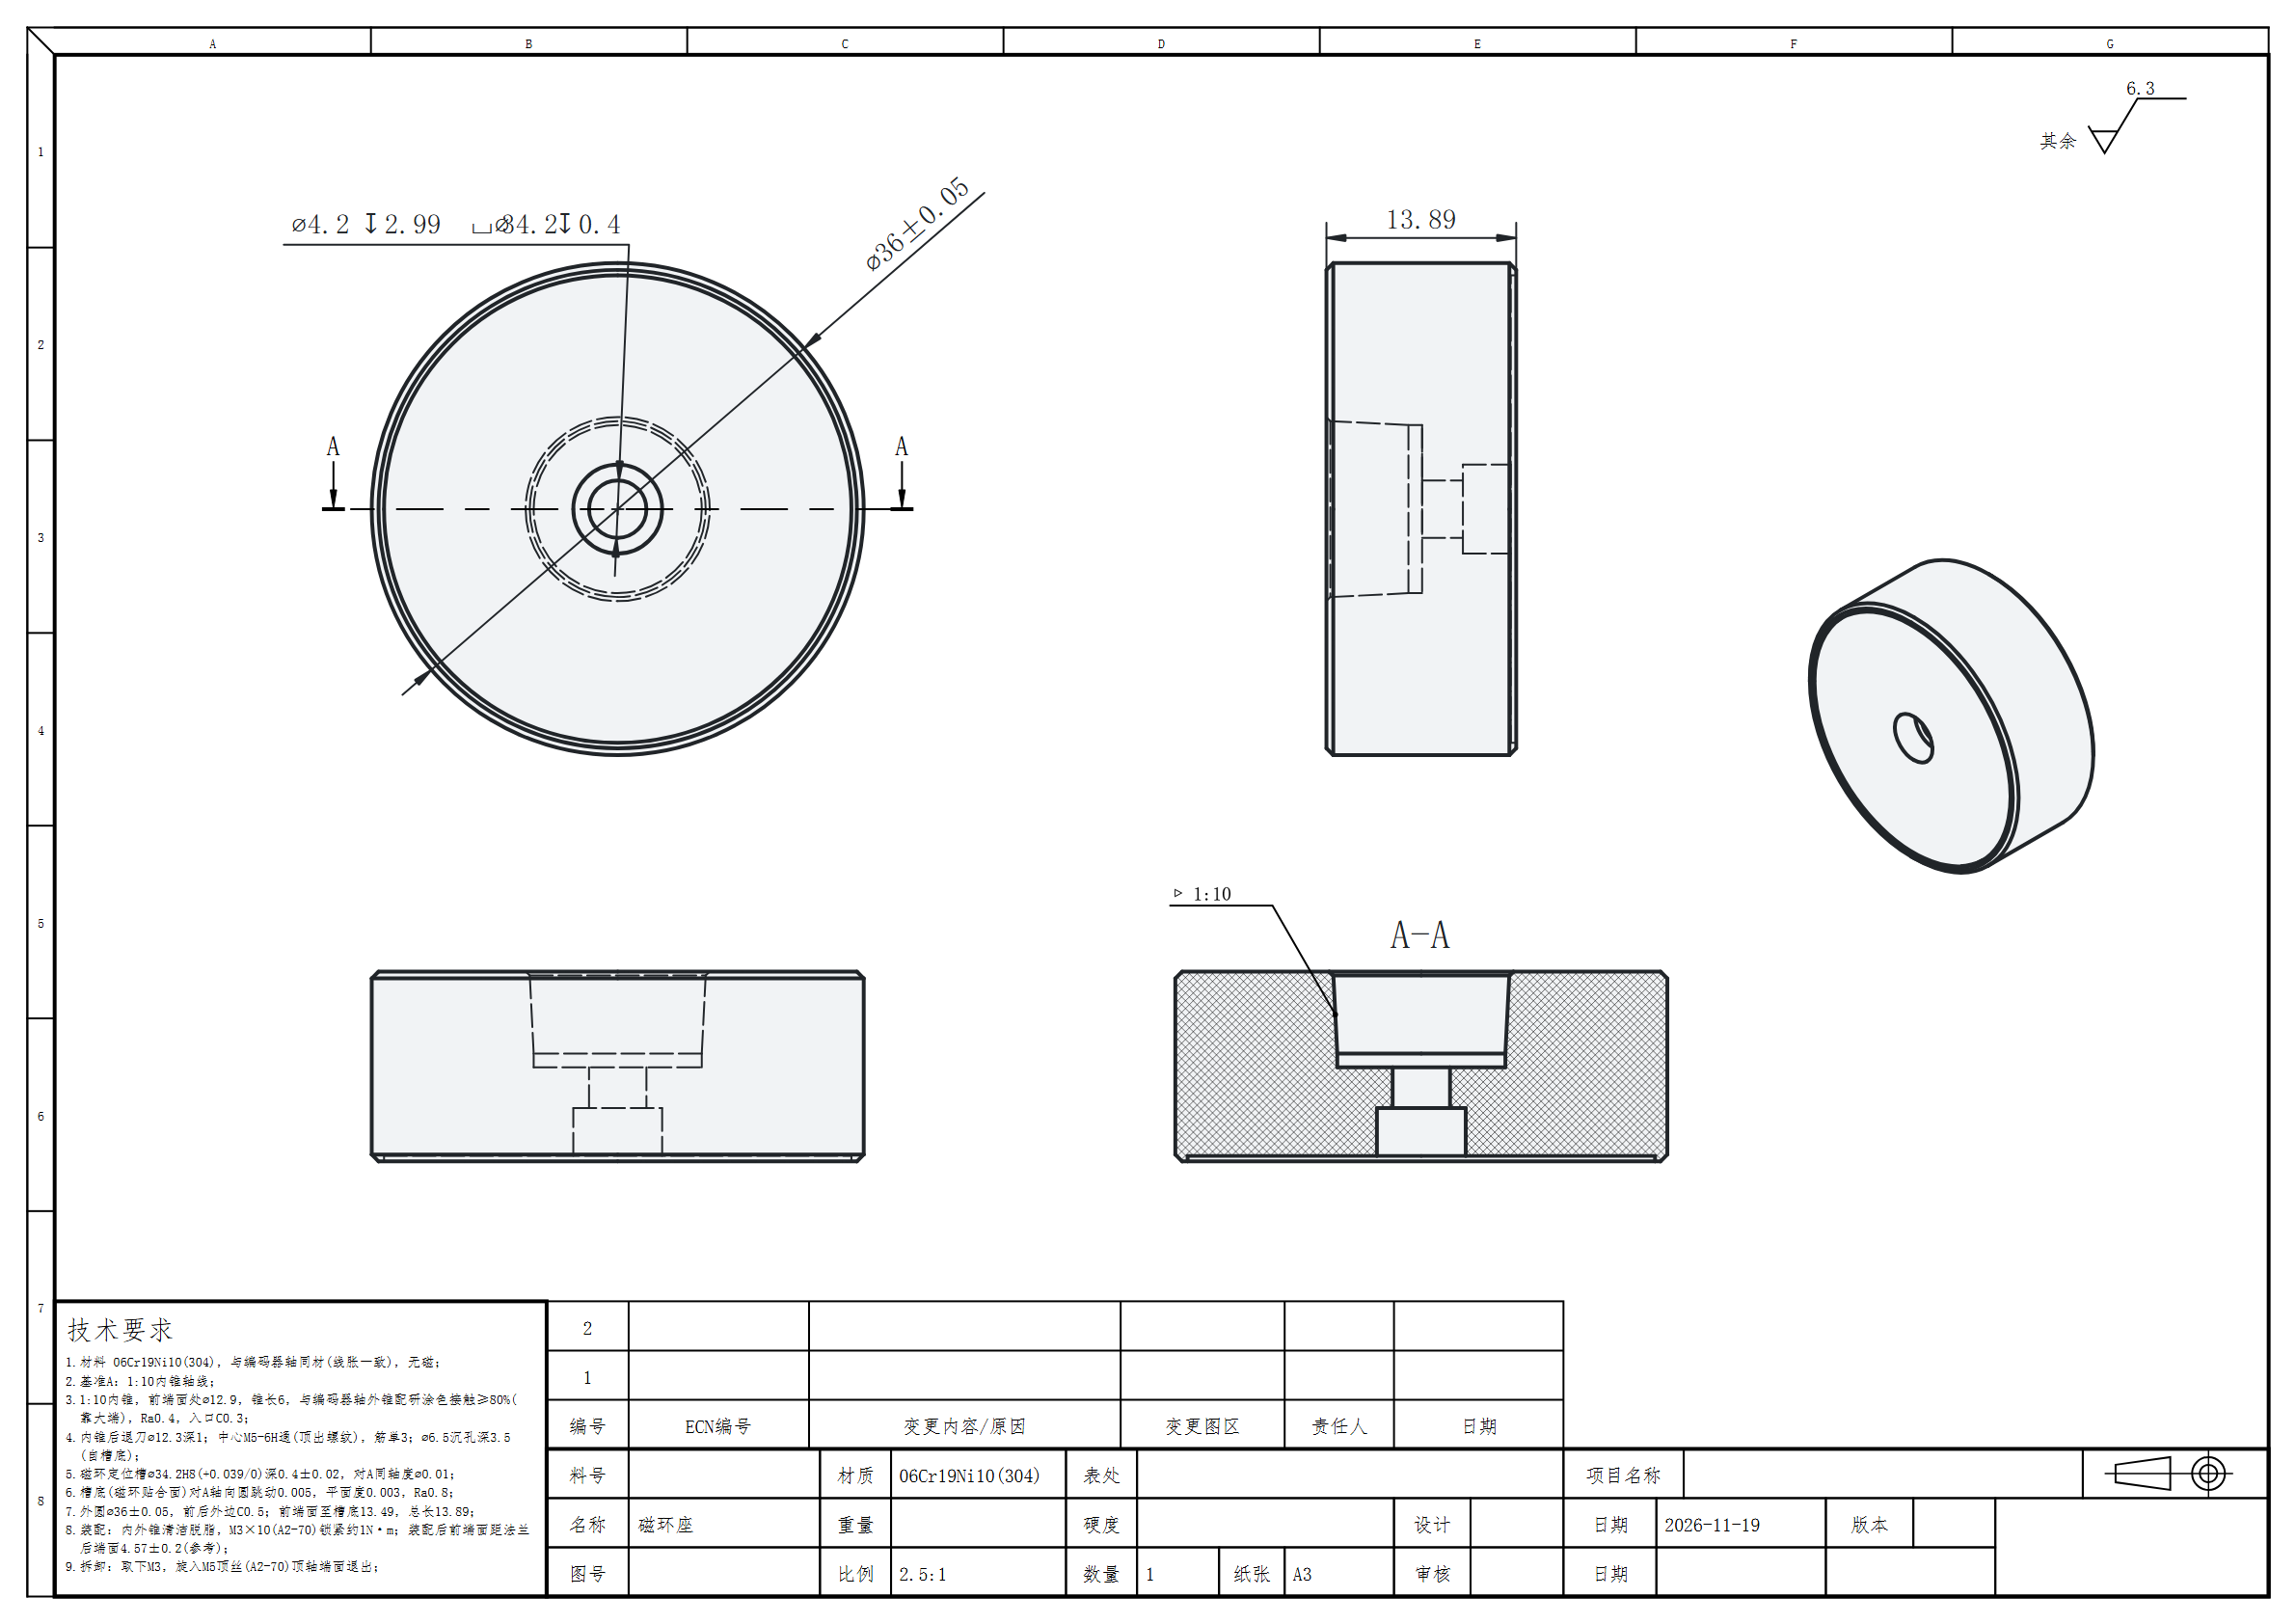 A B C D E F G
1
2
3
4
5
6
7
8
6.3
其余
⌀4.2 ↧2.99 ⌴⌀34.2↧0.4
⌀36±0.05
13.89
A A
▷ 1:10
A-A
技术要求
1.材料 06Cr19Ni10(304), 与编码器轴同材(线胀一致), 无磁;
2.基准A: 1:10内锥轴线;
3.1:10内锥, 前端面处⌀12.9, 锥长6, 与编码器轴外锥配研涂色接触≥80%(
靠大端), Ra0.4, 入口C0.3;
4.内锥后退刀⌀12.3深1; 中心M5-6H通(顶出螺纹), 筋单3; ⌀6.5沉孔深3.5
(自槽底);
5.磁环定位槽⌀34.2H8(+0.039/0)深0.4±0.02, 对A同轴度⌀0.01;
6.槽底(磁环贴合面)对A轴向圆跳动0.005, 平面度0.003, Ra0.8;
7.外圆⌀36±0.05, 前后外边C0.5; 前端面至槽底13.49, 总长13.89;
8.装配: 内外锥清洁脱脂, M3×10(A2-70)锁紧约1N·m; 装配后前端面距法兰
后端面4.57±0.2(参考);
9.拆卸: 取下M3, 旋入M5顶丝(A2-70)顶轴端面退出;
2
1
编号 ECN编号 变更内容/原因 变更图区 责任人 日期
料号 材质 06Cr19Ni10(304) 表处 项目名称
名称 磁环座 重量 硬度 设计 日期 2026-11-19 版本
图号 比例 2.5:1 数量 1 纸张 A3 审核 日期